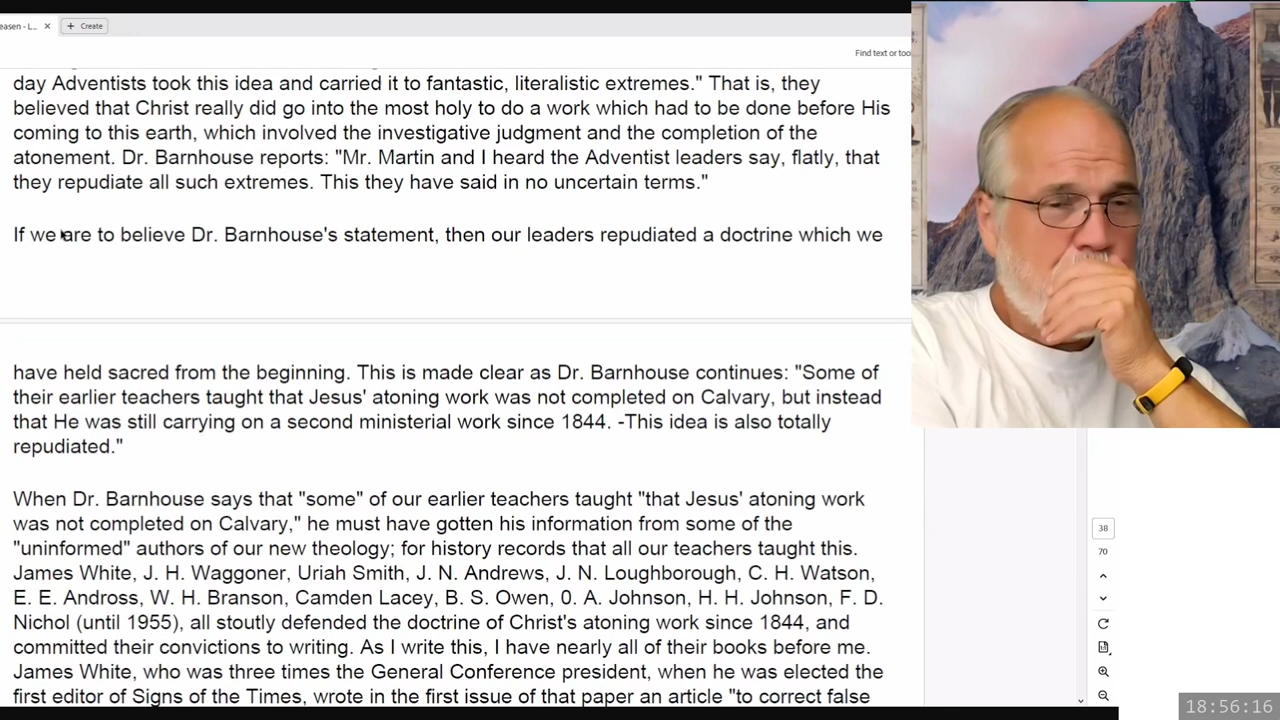 easen - L...
Create
Find text or too
day Adventists took this idea and carried it to fantastic, literalistic extremes." That is, they
believed that Christ really did go into the most holy to do a work which had to be done before His
coming to this earth, which involved the investigative judgment and the completion of the
atonement. Dr. Barnhouse reports: "Mr. Martin and I heard the Adventist leaders say, flatly, that
they repudiate all such extremes. This they have said in no uncertain terms."
If we are to believe Dr. Barnhouse's statement, then our leaders repudiated a doctrine which we
have held sacred from the beginning. This is made clear as Dr. Barnhouse continues: "Some of
their earlier teachers taught that Jesus' atoning work was not completed on Calvary, but instead
that He was still carrying on a second ministerial work since 1844. -This idea is also totally
repudiated."
When Dr. Barnhouse says that "some" of our earlier teachers taught "that Jesus' atoning work
was not completed on Calvary," he must have gotten his information from some of the
"uninformed" authors of our new theology; for history records that all our teachers taught this.
James White, J. H. Waggoner, Uriah Smith, J. N. Andrews, J. N. Loughborough, C. H. Watson,
E. E. Andross, W. H. Branson, Camden Lacey, B. S. Owen, 0. A. Johnson, H. H. Johnson, F. D.
Nichol (until 1955), all stoutly defended the doctrine of Christ's atoning work since 1844, and
committed their convictions to writing. As I write this, I have nearly all of their books before me.
James White, who was three times the General Conference president, when he was elected the
first editor of Signs of the Times, wrote in the first issue of that paper an article "to correct false
38
70
18:56:16